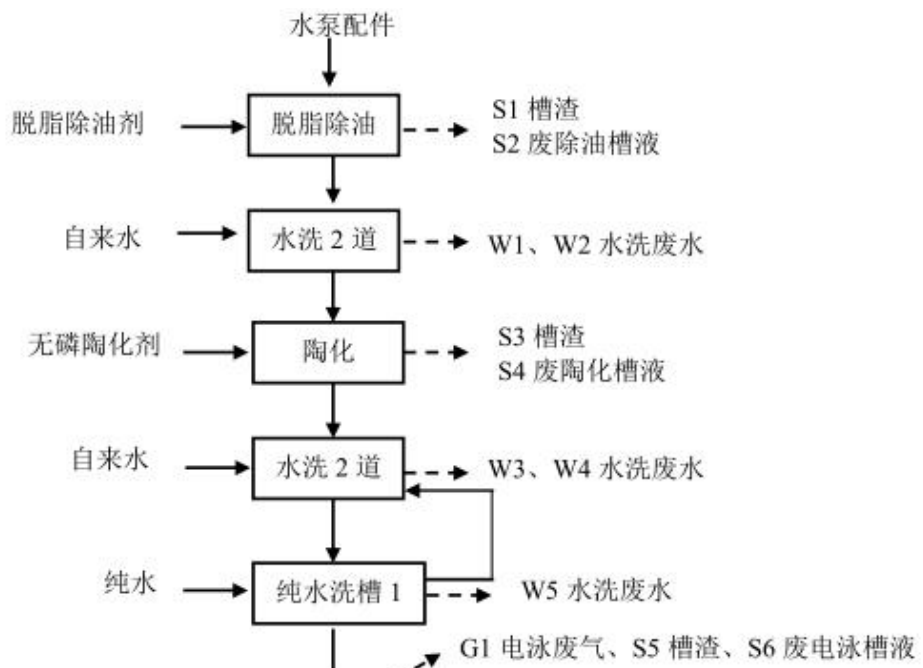 水泵配件
脱脂除油剂
脱脂除油
S1 槽渣
S2 废除油槽液
自来水
水洗 2 道
W1、W2 水洗废水
无磷陶化剂
陶化
S3 槽渣
S4 废陶化槽液
自来水
水洗 2 道
W3、W4 水洗废水
纯水
纯水洗槽 1
W5 水洗废水
G1 电泳废气、S5 槽渣、S6 废电泳槽液